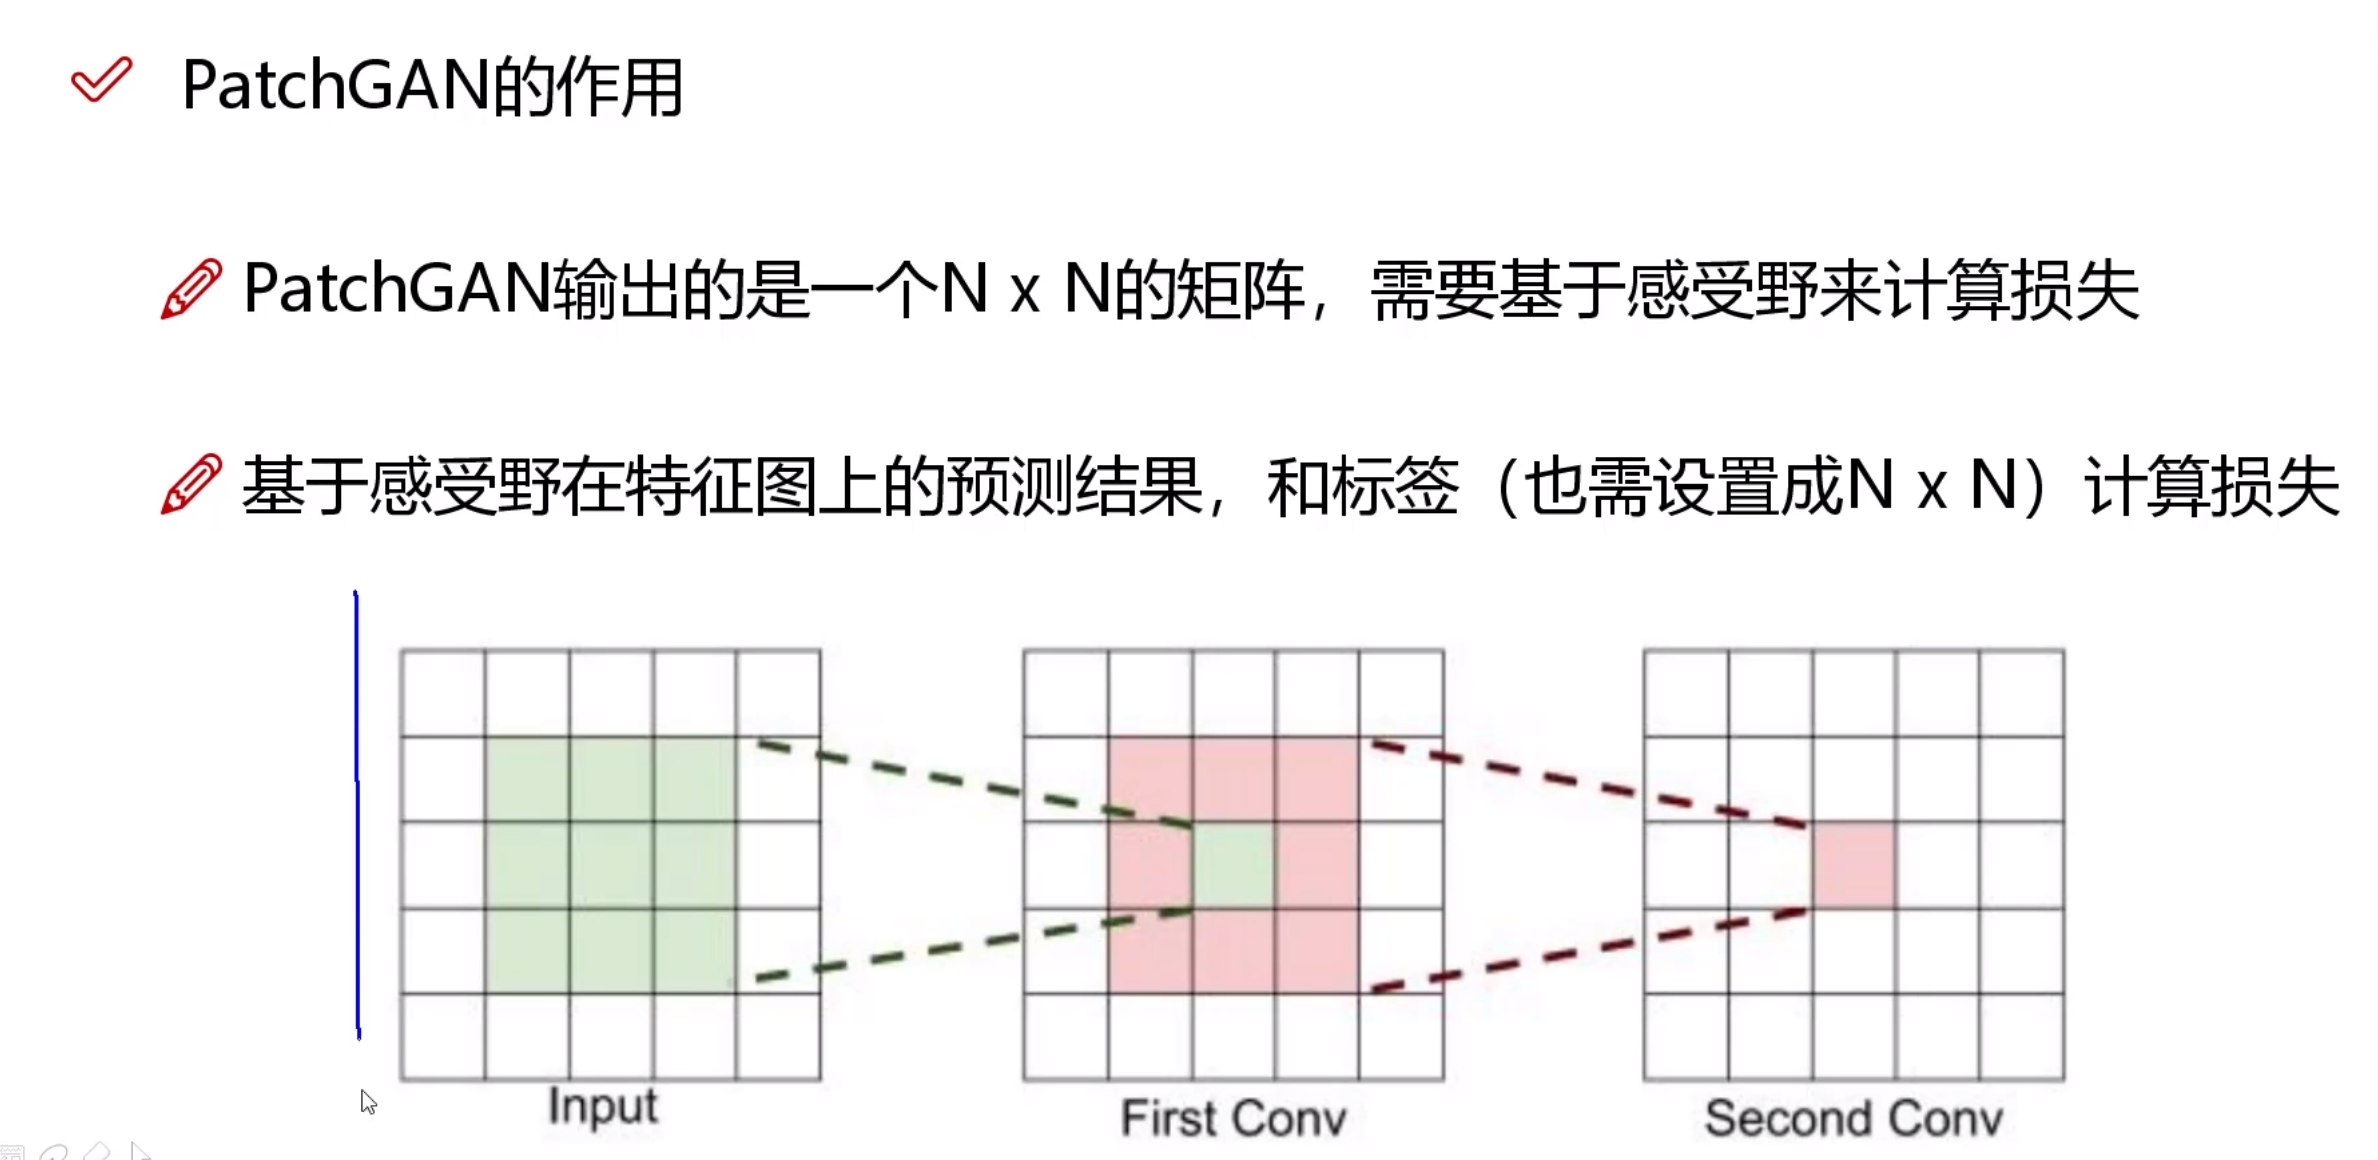 PatchGAN的作用
PatchGAN输出的是一个N x N的矩阵，需要基于感受野来计算损失
基于感受野在特征图上的预测结果，和标签（也需设置成N x N）计算损失
Input
First Conv
Second Conv